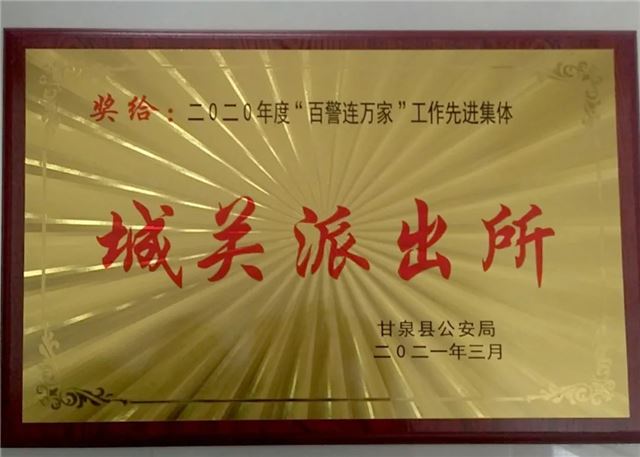 奖给：二〇二〇年度“百警连万家”工作先进集体
城关派出所
甘泉县公安局
二〇二一年三月